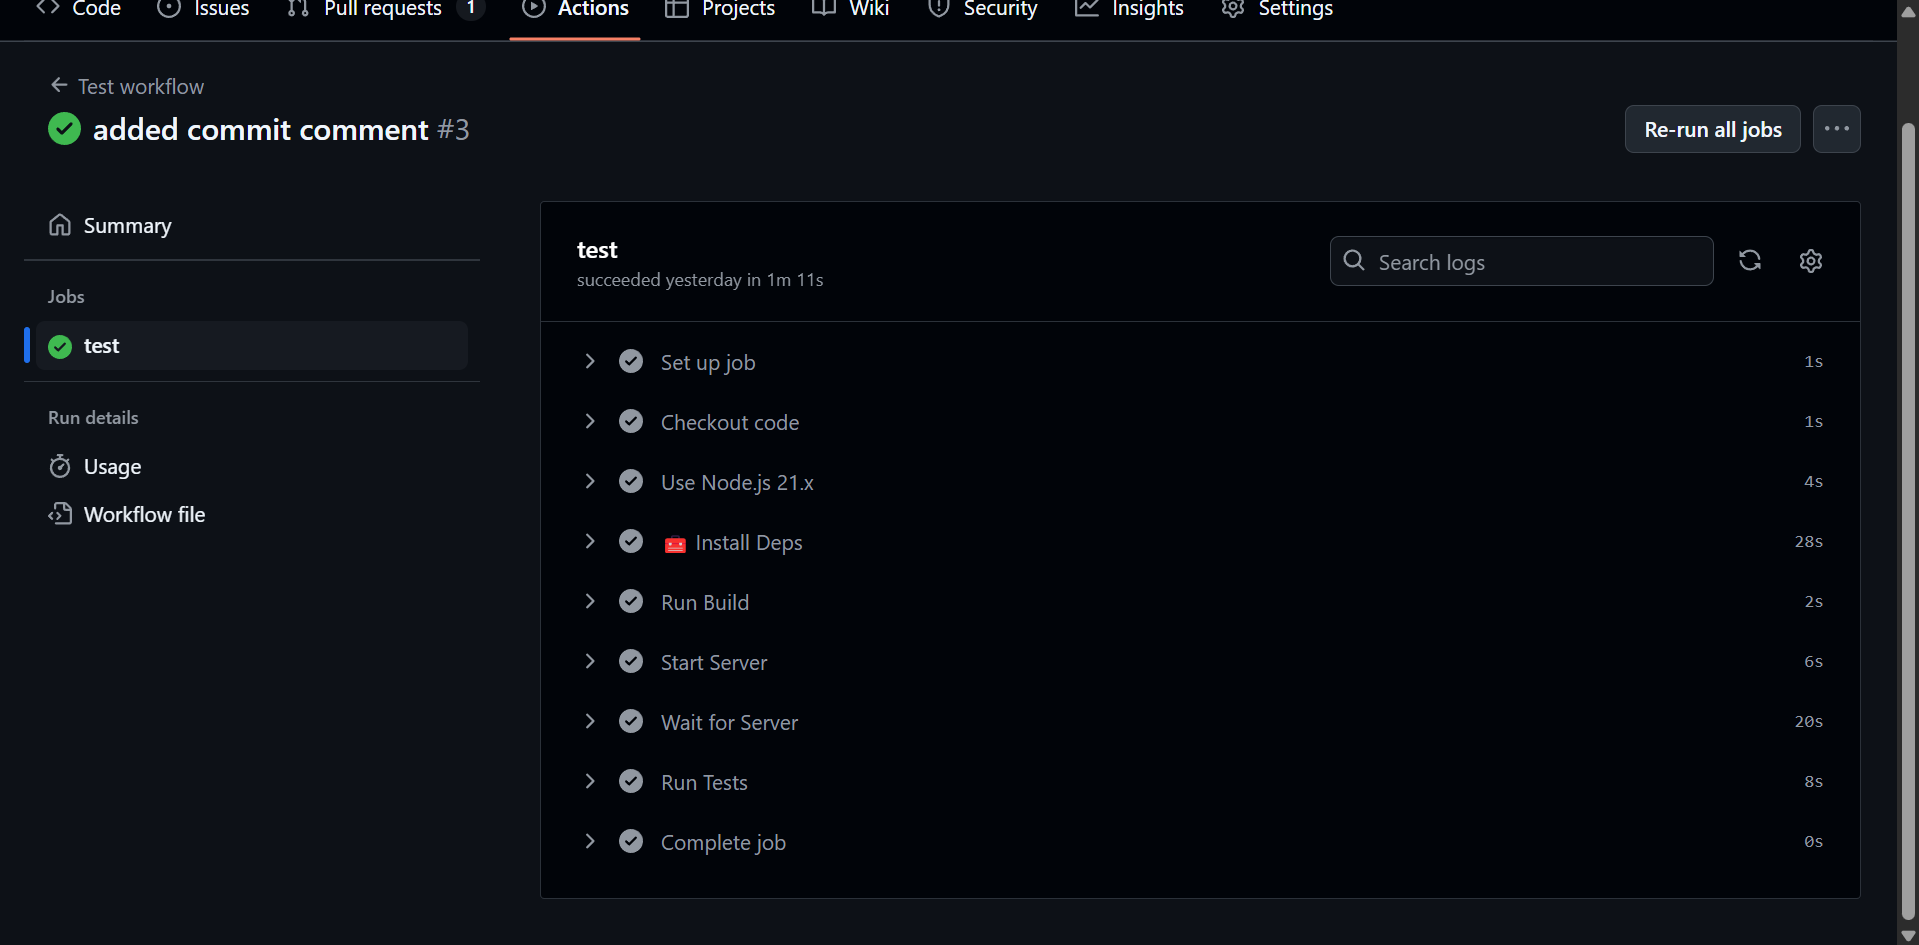 Code Issues Pull requests 1 Actions Projects Wiki Security Insights Settings
Test workflow
added commit comment #3
Re-run all jobs
Summary
Jobs
test
Run details
Usage
Workflow file
test
succeeded yesterday in 1m 11s
Search logs
Set up job 1s
Checkout code 1s
Use Node.js 21.x 4s
🧰 Install Deps 28s
Run Build 2s
Start Server 6s
Wait for Server 20s
Run Tests 8s
Complete job 0s